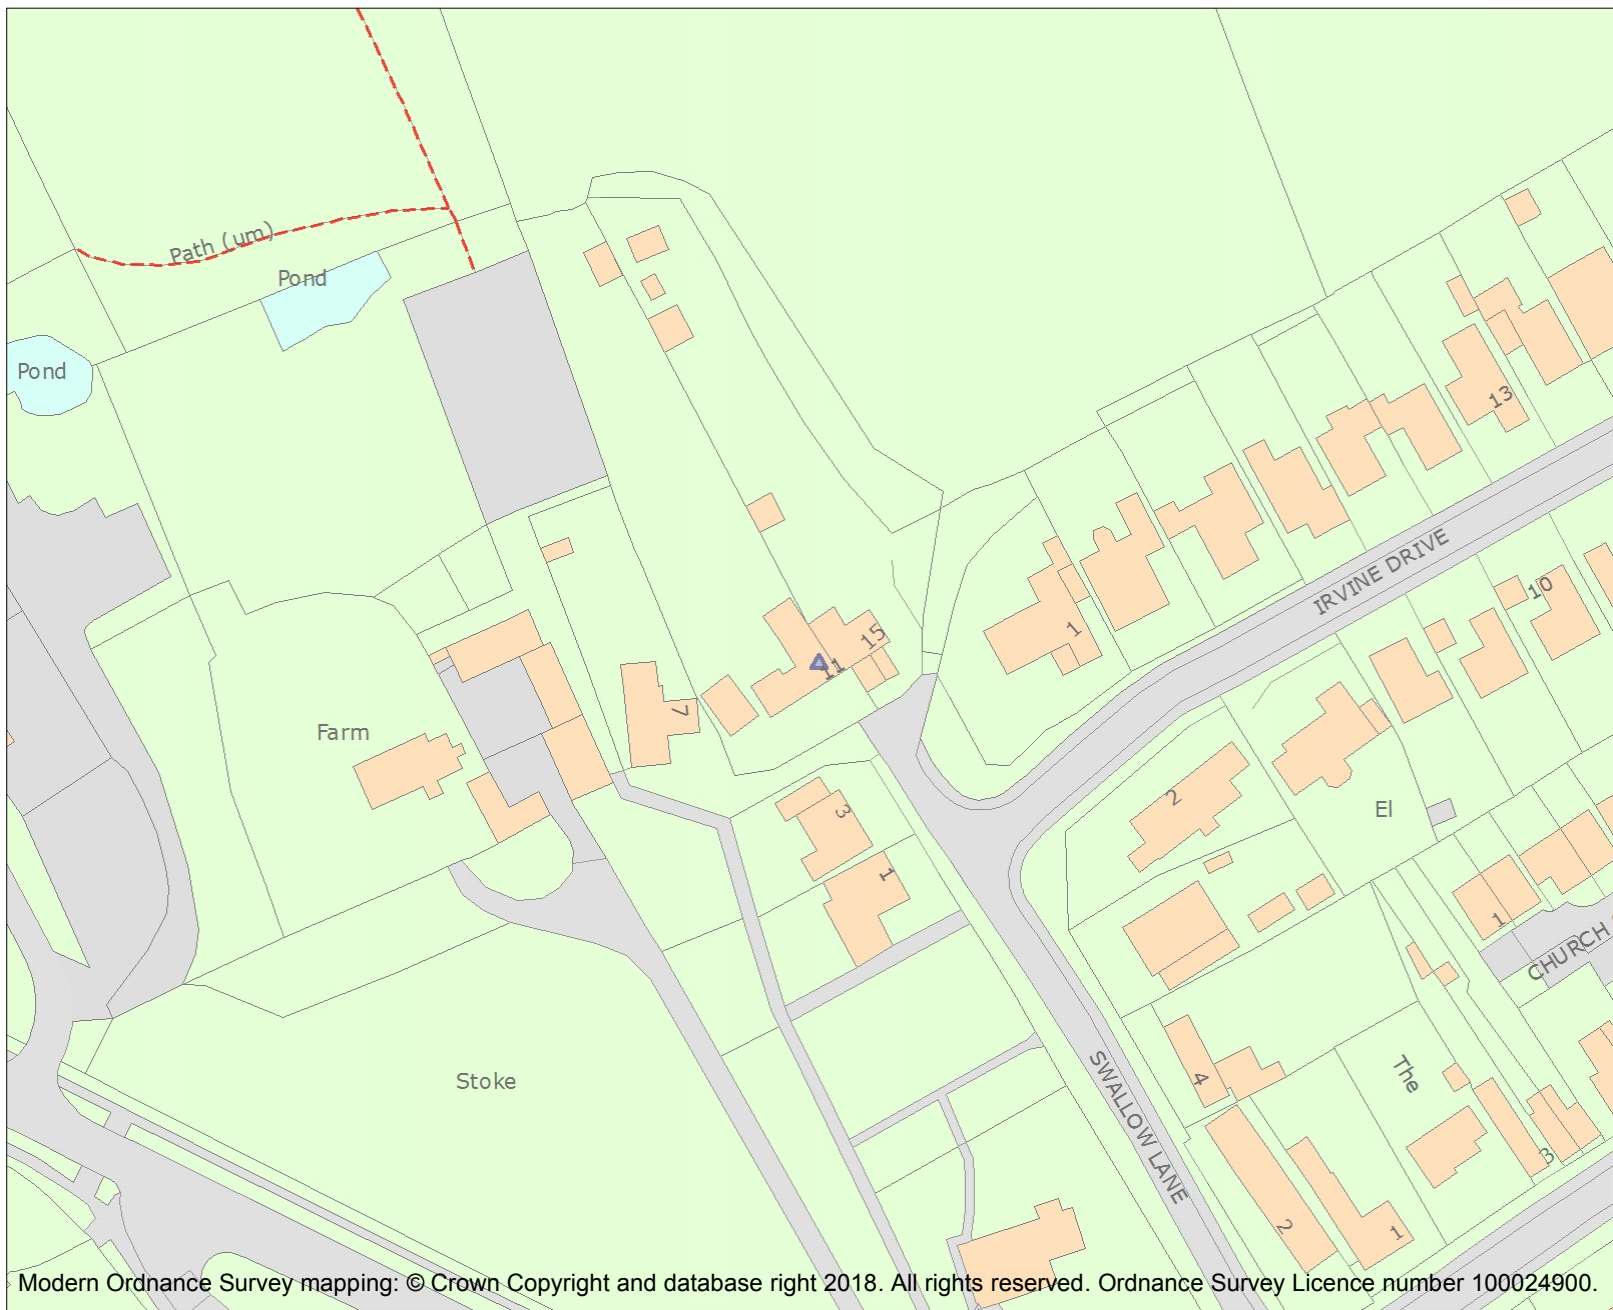 Path (um)
Pond
Pond
13
IRVINE DRIVE
10
1
15
11
7
Farm
2
3
El
1
1
CHURCH
Stoke
4
The
SWALLOW LANE
3
2
1
Modern Ordnance Survey mapping: © Crown Copyright and database right 2018. All rights reserved. Ordnance Survey Licence number 100024900.